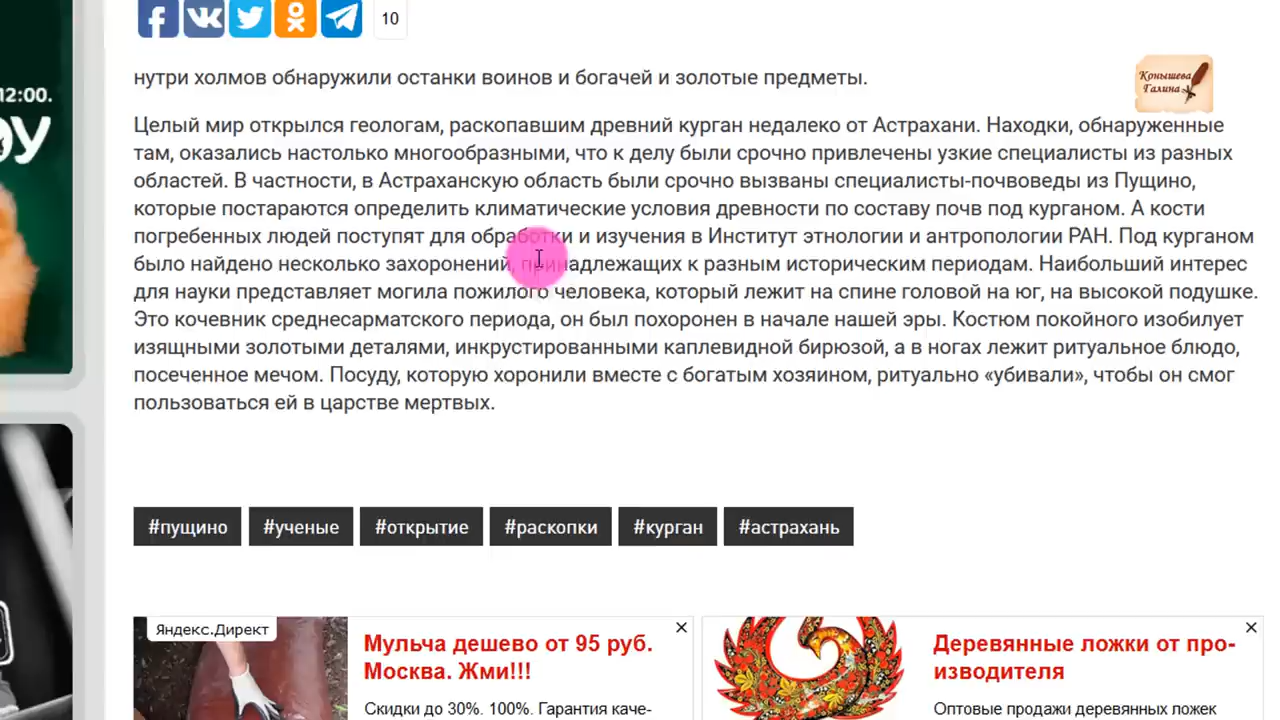 10
нутри холмов обнаружили останки воинов и богачей и золотые предметы.
12:00.
Конышева
Галина
Целый мир открылся геологам, раскопавшим древний курган недалеко от Астрахани. Находки, обнаруженные
там, оказались настолько многообразными, что к делу были срочно привлечены узкие специалисты из разных
областей. В частности, в Астраханскую область были срочно вызваны специалисты-почвоведы из Пущино,
которые постараются определить климатические условия древности по составу почв под курганом. А кости
погребенных людей поступят для обработки и изучения в Институт этнологии и антропологии РАН. Под курганом
было найдено несколько захоронений, принадлежащих к разным историческим периодам. Наибольший интерес
для науки представляет могила пожилого человека, который лежит на спине головой на юг, на высокой подушке.
Это кочевник среднесарматского периода, он был похоронен в начале нашей эры. Костюм покойного изобилует
изящными золотыми деталями, инкрустированными каплевидной бирюзой, а в ногах лежит ритуальное блюдо,
посеченное мечом. Посуду, которую хоронили вместе с богатым хозяином, ритуально «убивали», чтобы он смог
пользоваться ей в царстве мертвых.
#пущино #ученые #открытие #раскопки #курган #астрахань
Яндекс.Директ
Мульча дешево от 95 руб.
Москва. Жми!!!
Скидки до 30%. 100%. Гарантия каче-
Деревянные ложки от про-
изводителя
Оптовые продажи деревянных ложек